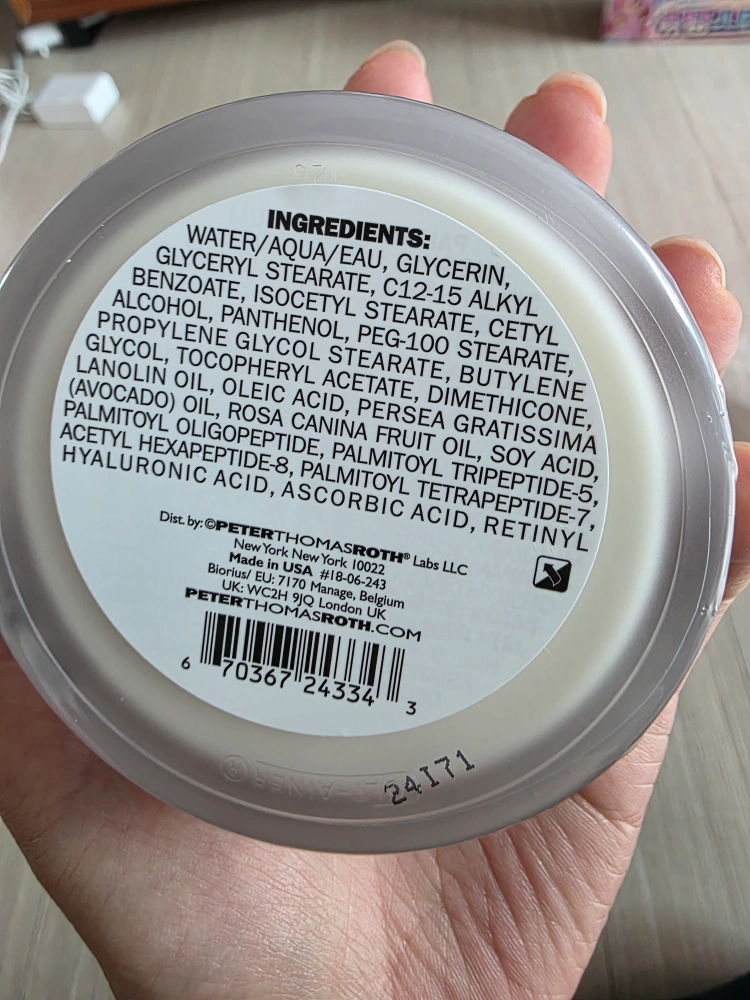 INGREDIENTS:
WATER/AQUA/EAU, GLYCERIN,
GLYCERYL STEARATE, C12-15 ALKYL
BENZOATE, ISOCETYL STEARATE, CETYL
ALCOHOL, PANTHENOL, PEG-100 STEARATE,
PROPYLENE GLYCOL STEARATE, BUTYLENE
GLYCOL, TOCOPHERYL ACETATE, DIMETHICONE,
LANOLIN OIL, OLEIC ACID, PERSEA GRATISSIMA
(AVOCADO) OIL, ROSA CANINA FRUIT OIL, SOY ACID,
PALMITOYL OLIGOPEPTIDE, PALMITOYL TRIPEPTIDE-5,
ACETYL HEXAPEPTIDE-8, PALMITOYL TETRAPEPTIDE-7,
HYALURONIC ACID, ASCORBIC ACID, RETINYL
Dist. by: ©PETERTHOMASROTH® Labs LLC
New York New York 10022
Made in USA #18-06-243
Biorius/ EU: 7170 Manage, Belgium
UK: WC2H 9JQ London UK
PETERTHOMASROTH.COM
6 70367 24334 3
24I71